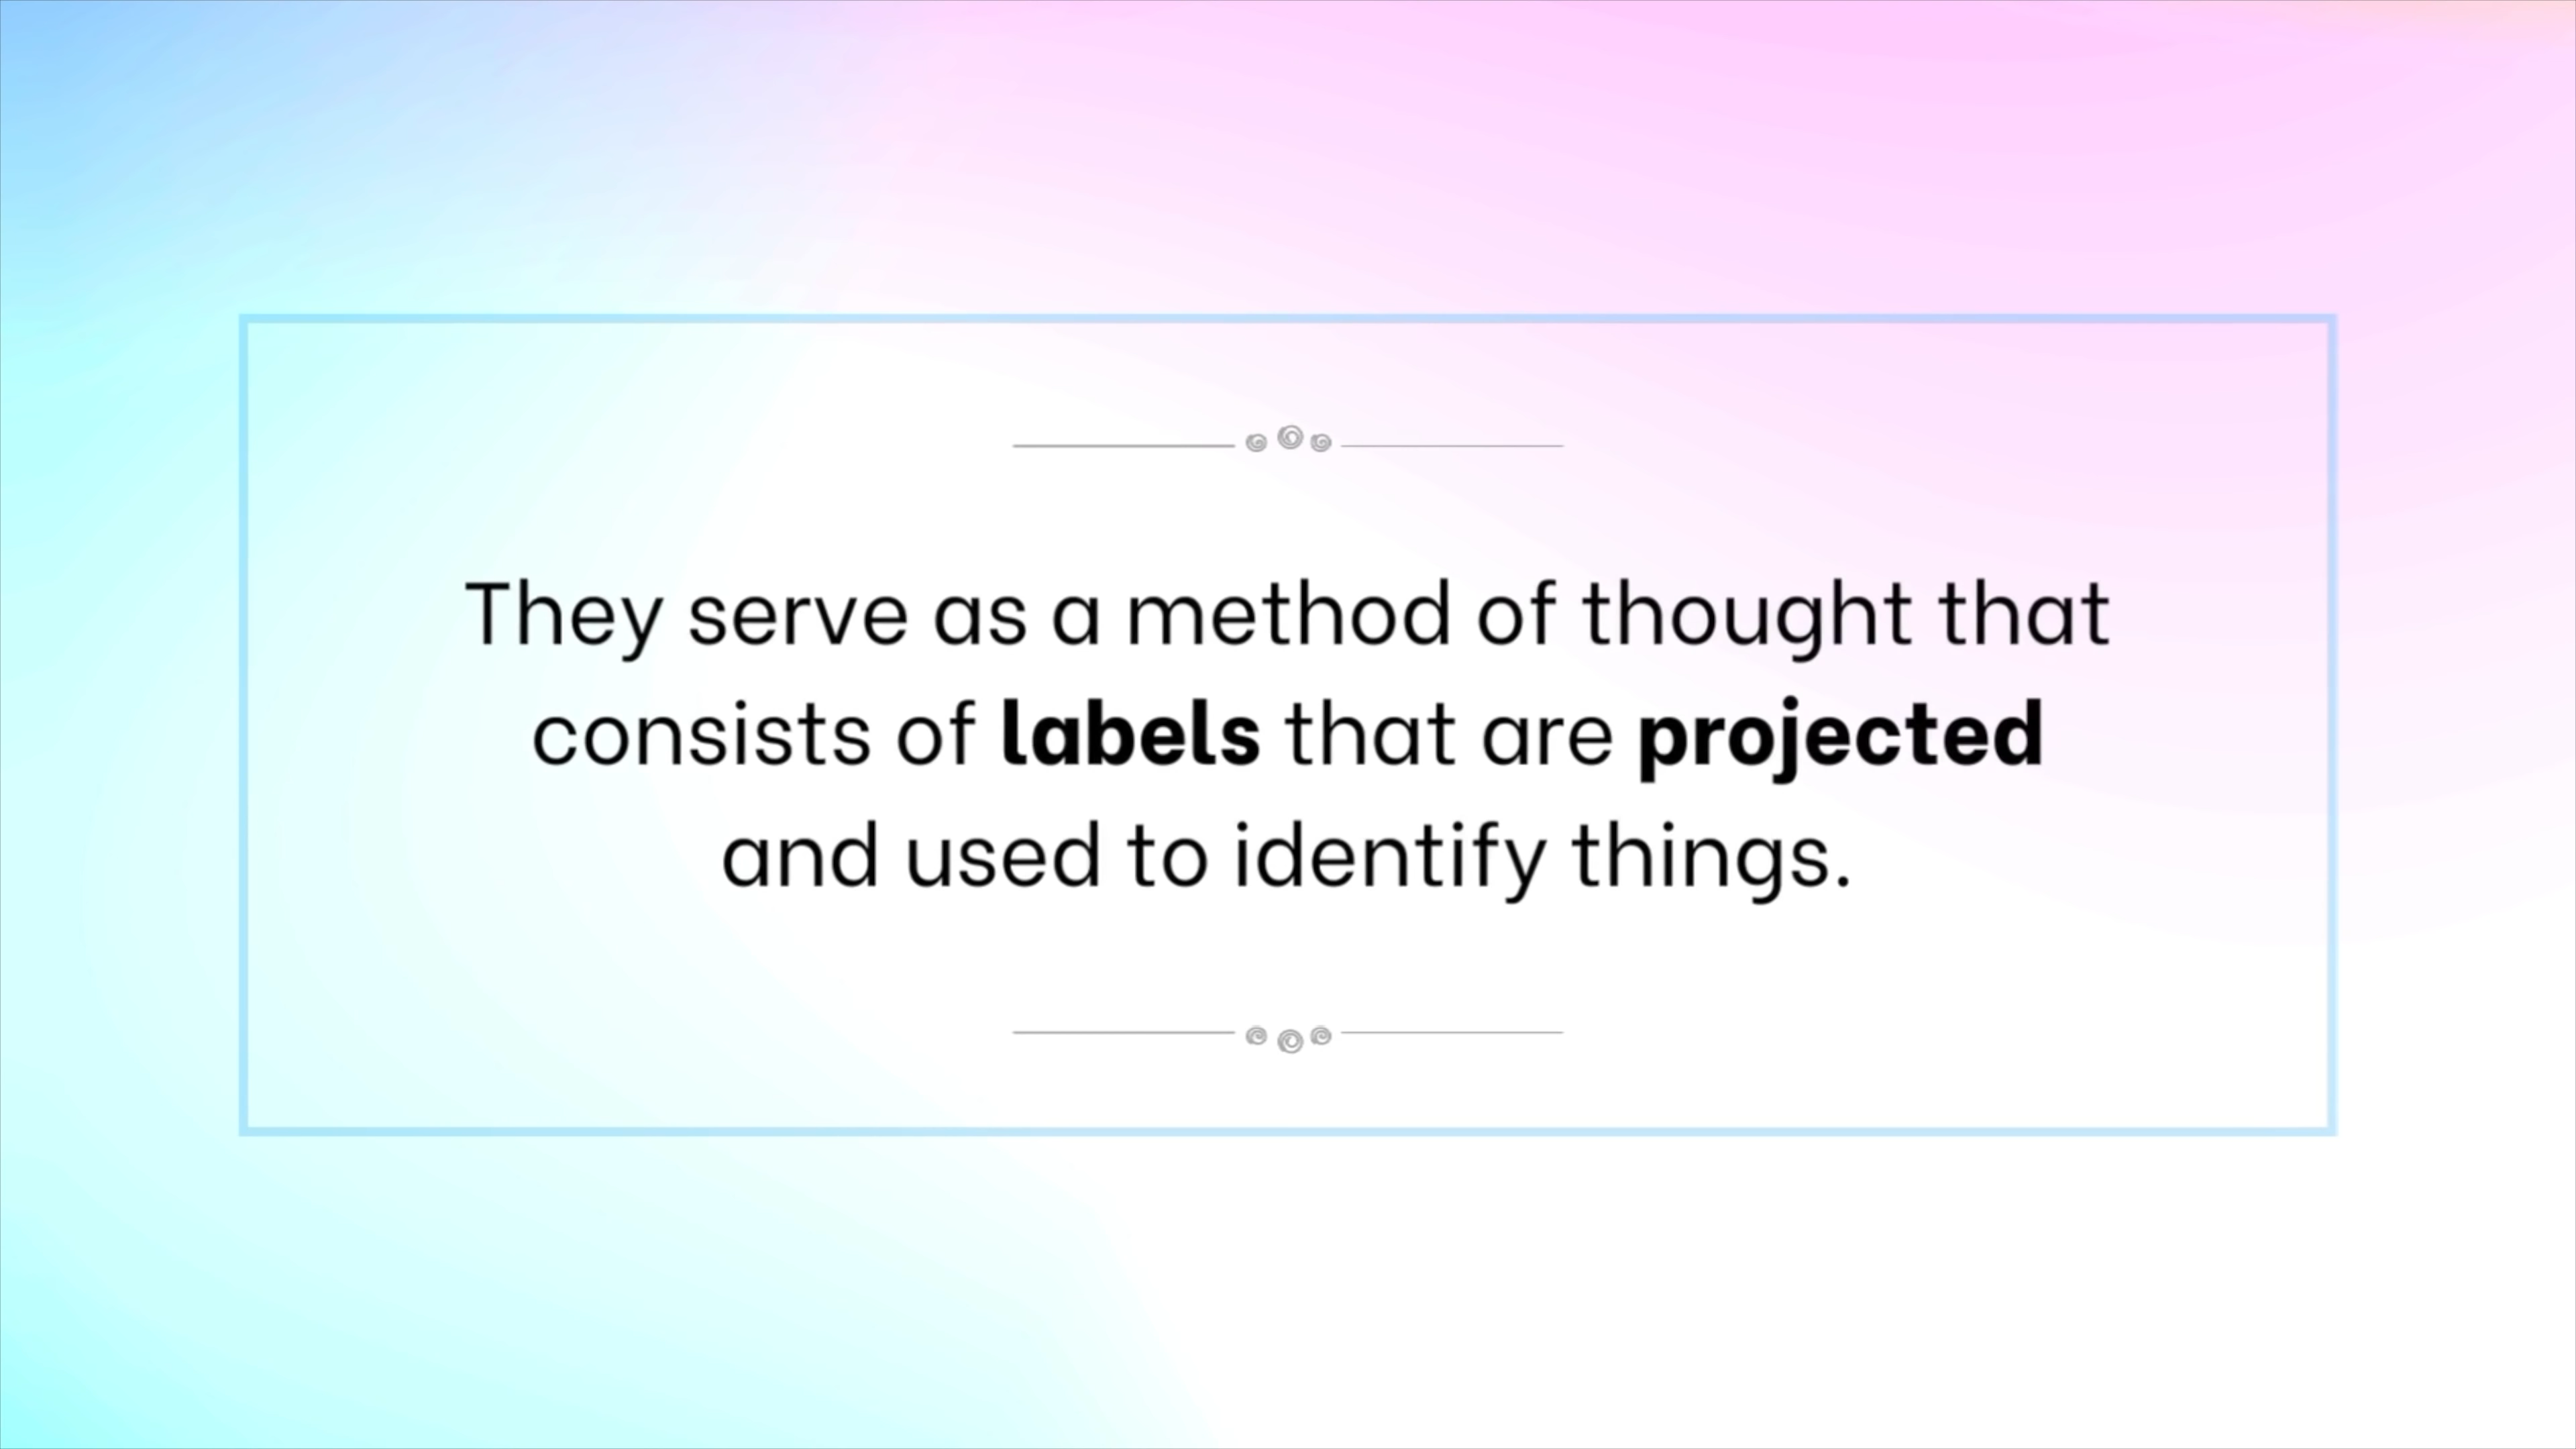 They serve as a method of thought that
consists of labels that are projected
and used to identify things.